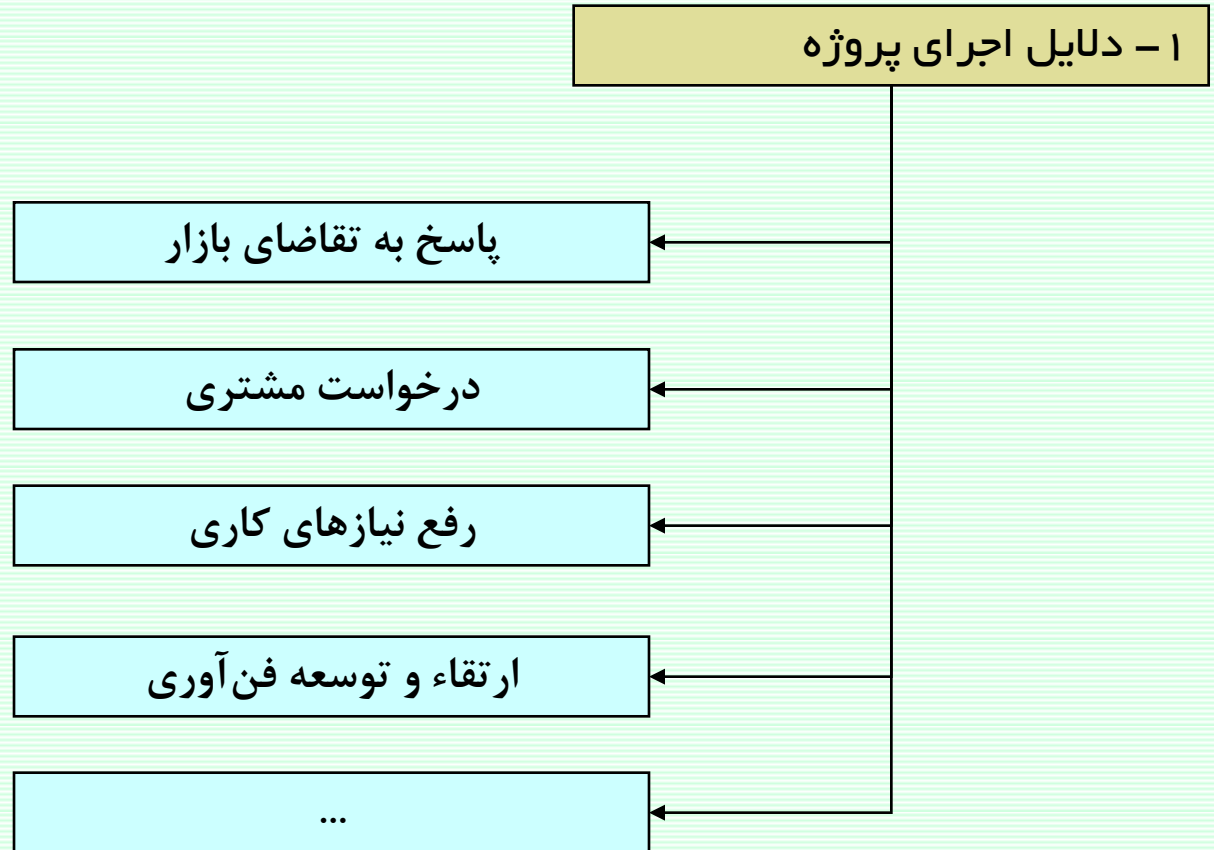 ۱ – دلایل اجرای پروژه
پاسخ به تقاضای بازار
درخواست مشتری
رفع نیازهای کاری
ارتقاء و توسعه فن‌آوری
...